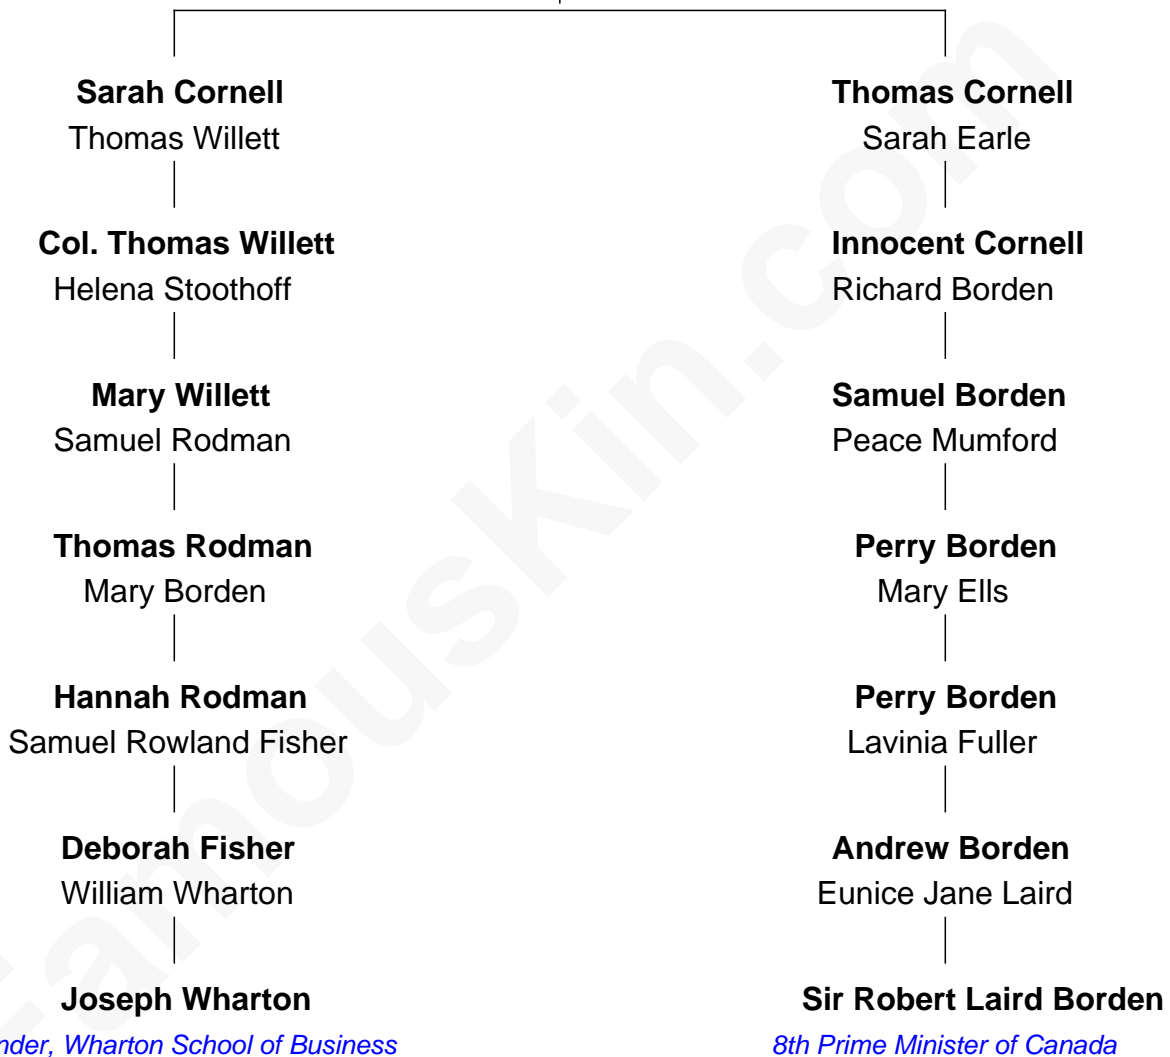 Sarah Cornell
Thomas Willett
Col. Thomas Willett
Helena Stoothoff
Mary Willett
Samuel Rodman
Thomas Rodman
Mary Borden
Hannah Rodman
Samuel Rowland Fisher
Deborah Fisher
William Wharton
Joseph Wharton
nder, Wharton School of Business
Thomas Cornell
Sarah Earle
Innocent Cornell
Richard Borden
Samuel Borden
Peace Mumford
Perry Borden
Mary Ells
Perry Borden
Lavinia Fuller
Andrew Borden
Eunice Jane Laird
Sir Robert Laird Borden
8th Prime Minister of Canada
FamousKin.com